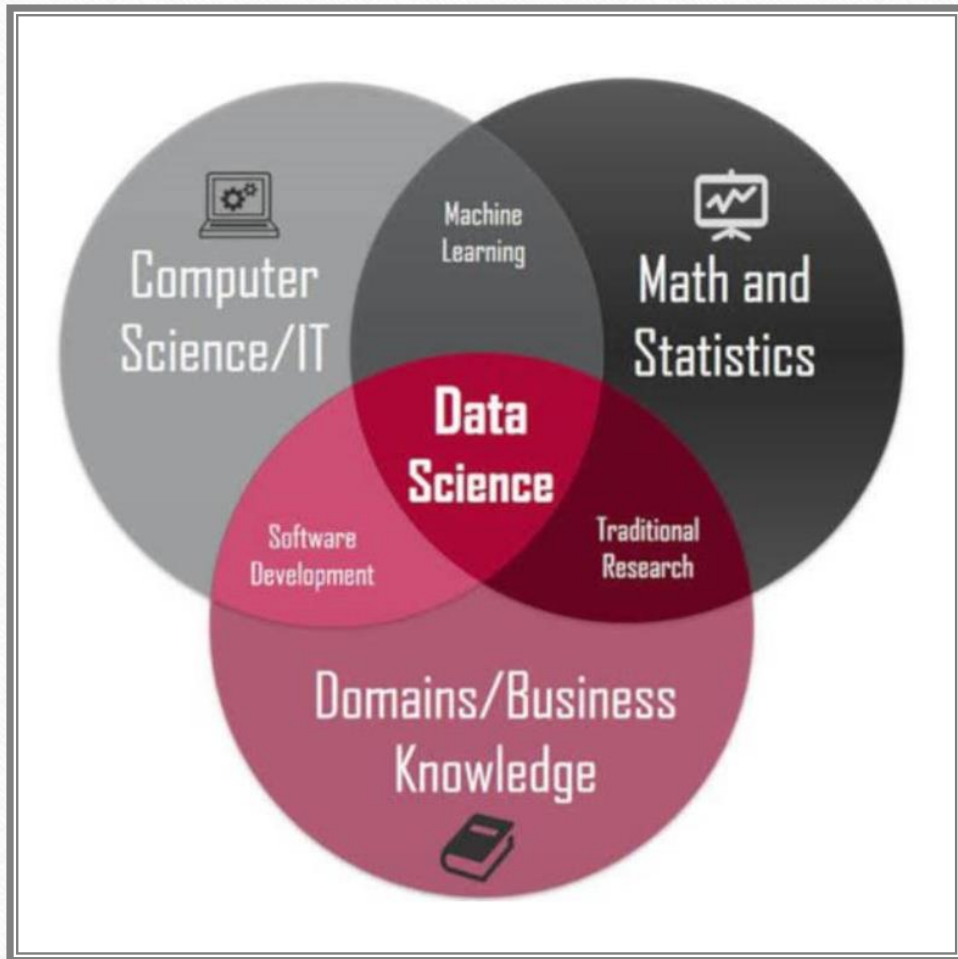 Machine
Learning
Computer
Science/IT
Math and
Statistics
Data
Science
Software
Development
Traditional
Research
Domains/Business
Knowledge